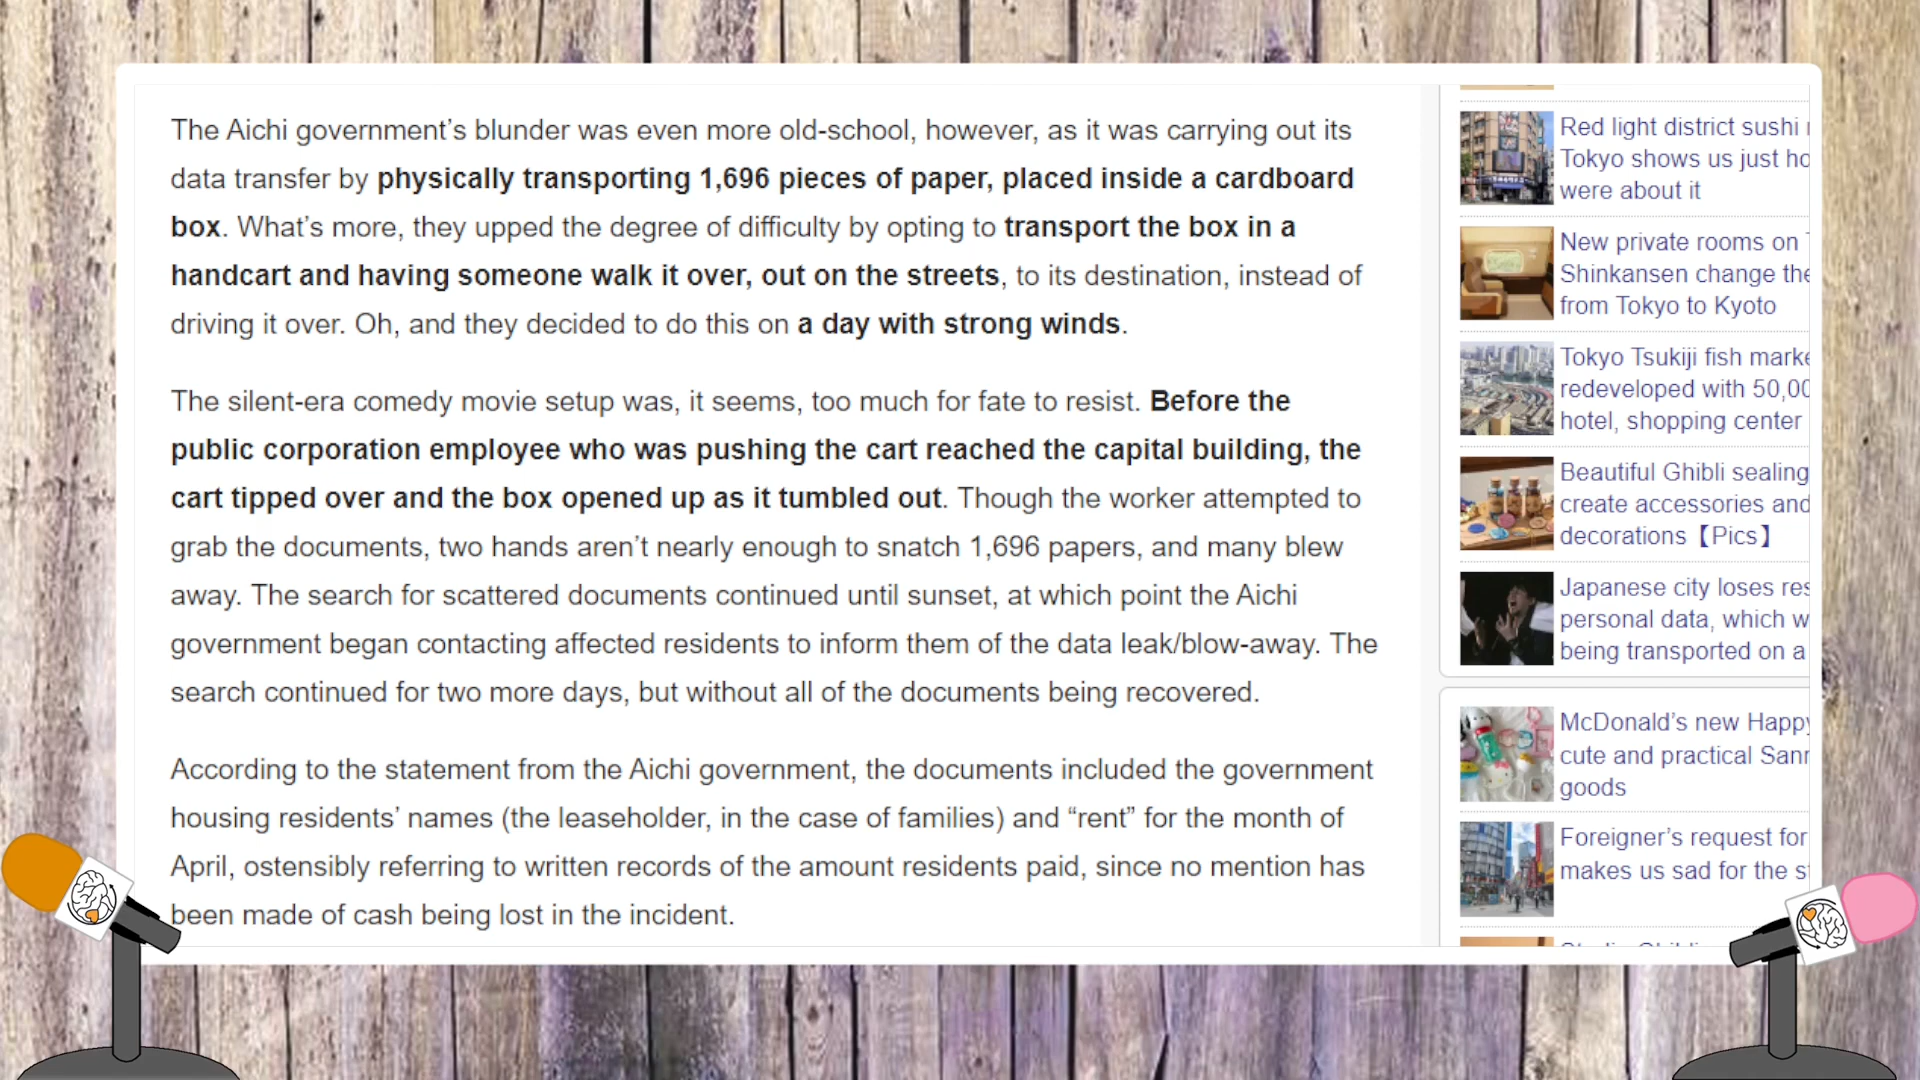 The Aichi government’s blunder was even more old-school, however, as it was carrying out its
data transfer by physically transporting 1,696 pieces of paper, placed inside a cardboard
box. What’s more, they upped the degree of difficulty by opting to transport the box in a
handcart and having someone walk it over, out on the streets, to its destination, instead of
driving it over. Oh, and they decided to do this on a day with strong winds.
The silent-era comedy movie setup was, it seems, too much for fate to resist. Before the
public corporation employee who was pushing the cart reached the capital building, the
cart tipped over and the box opened up as it tumbled out. Though the worker attempted to
grab the documents, two hands aren’t nearly enough to snatch 1,696 papers, and many blew
away. The search for scattered documents continued until sunset, at which point the Aichi
government began contacting affected residents to inform them of the data leak/blow-away. The
search continued for two more days, but without all of the documents being recovered.
According to the statement from the Aichi government, the documents included the government
housing residents’ names (the leaseholder, in the case of families) and “rent” for the month of
April, ostensibly referring to written records of the amount residents paid, since no mention has
been made of cash being lost in the incident.
Red light district sushi
Tokyo shows us just ho
were about it
New private rooms on
Shinkansen change the
from Tokyo to Kyoto
Tokyo Tsukiji fish marke
redeveloped with 50,00
hotel, shopping center
Beautiful Ghibli sealing
create accessories and
decorations【Pics】
Japanese city loses res
personal data, which w
being transported on a
McDonald’s new Happy
cute and practical Sanr
goods
Foreigner’s request for
makes us sad for the s